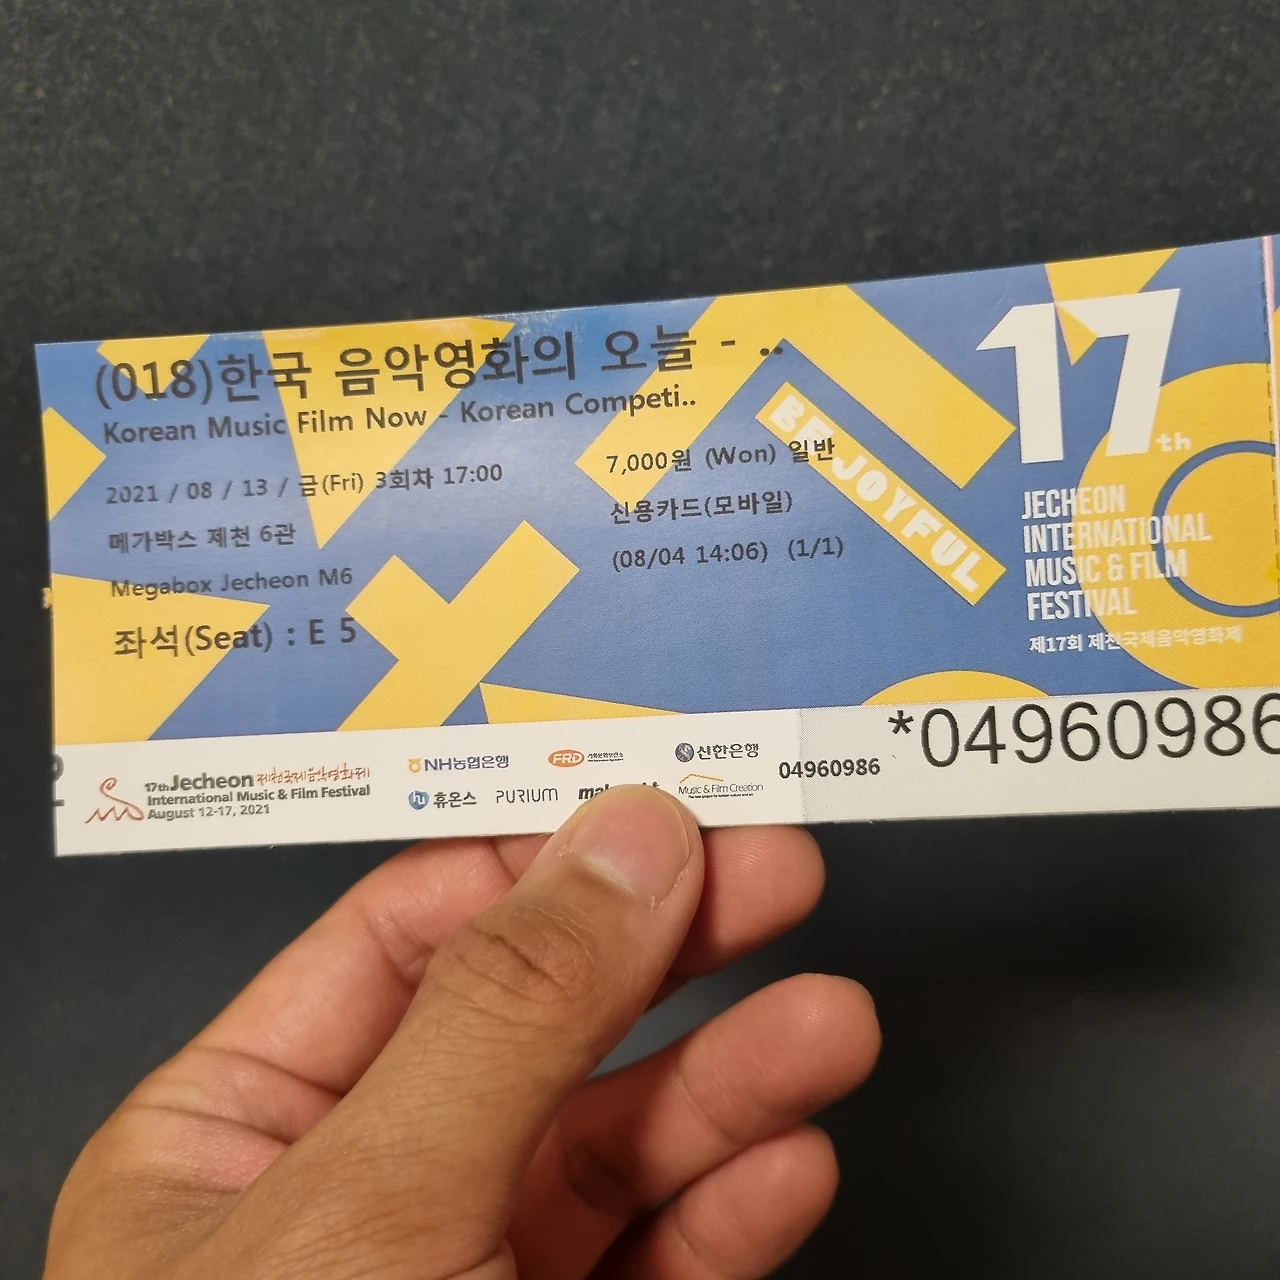 (018)한국 음악영화의 오늘 - ..
Korean Music Film Now - Korean Competi..
2021 / 08 / 13 / 금(Fri) 3회차 17:00
메가박스 제천 6관
Megabox Jecheon M6
좌석(Seat) : E 5
7,000원 (Won) 일반
신용카드(모바일)
(08/04 14:06) (1/1)
BE JOYFUL
17th
JECHEON
INTERNATIONAL
MUSIC & FILM
FESTIVAL
제17회 제천국제음악영화제
*04960986
04960986
17th Jecheon 제천국제음악영화제
International Music & Film Festival
August 12-17, 2021
NH농협은행
FRD
신한은행
휴온스
PURIUM
Music & Film Creation